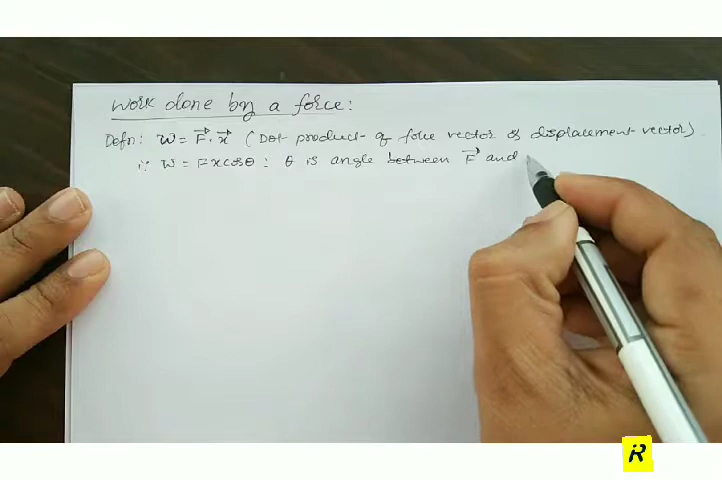 Work done by a force:
Defn: W = F⃗ . x⃗ (Dot product of force vector & displacement vector)
∵ W = Fxcosθ : θ is angle between F⃗ and
R